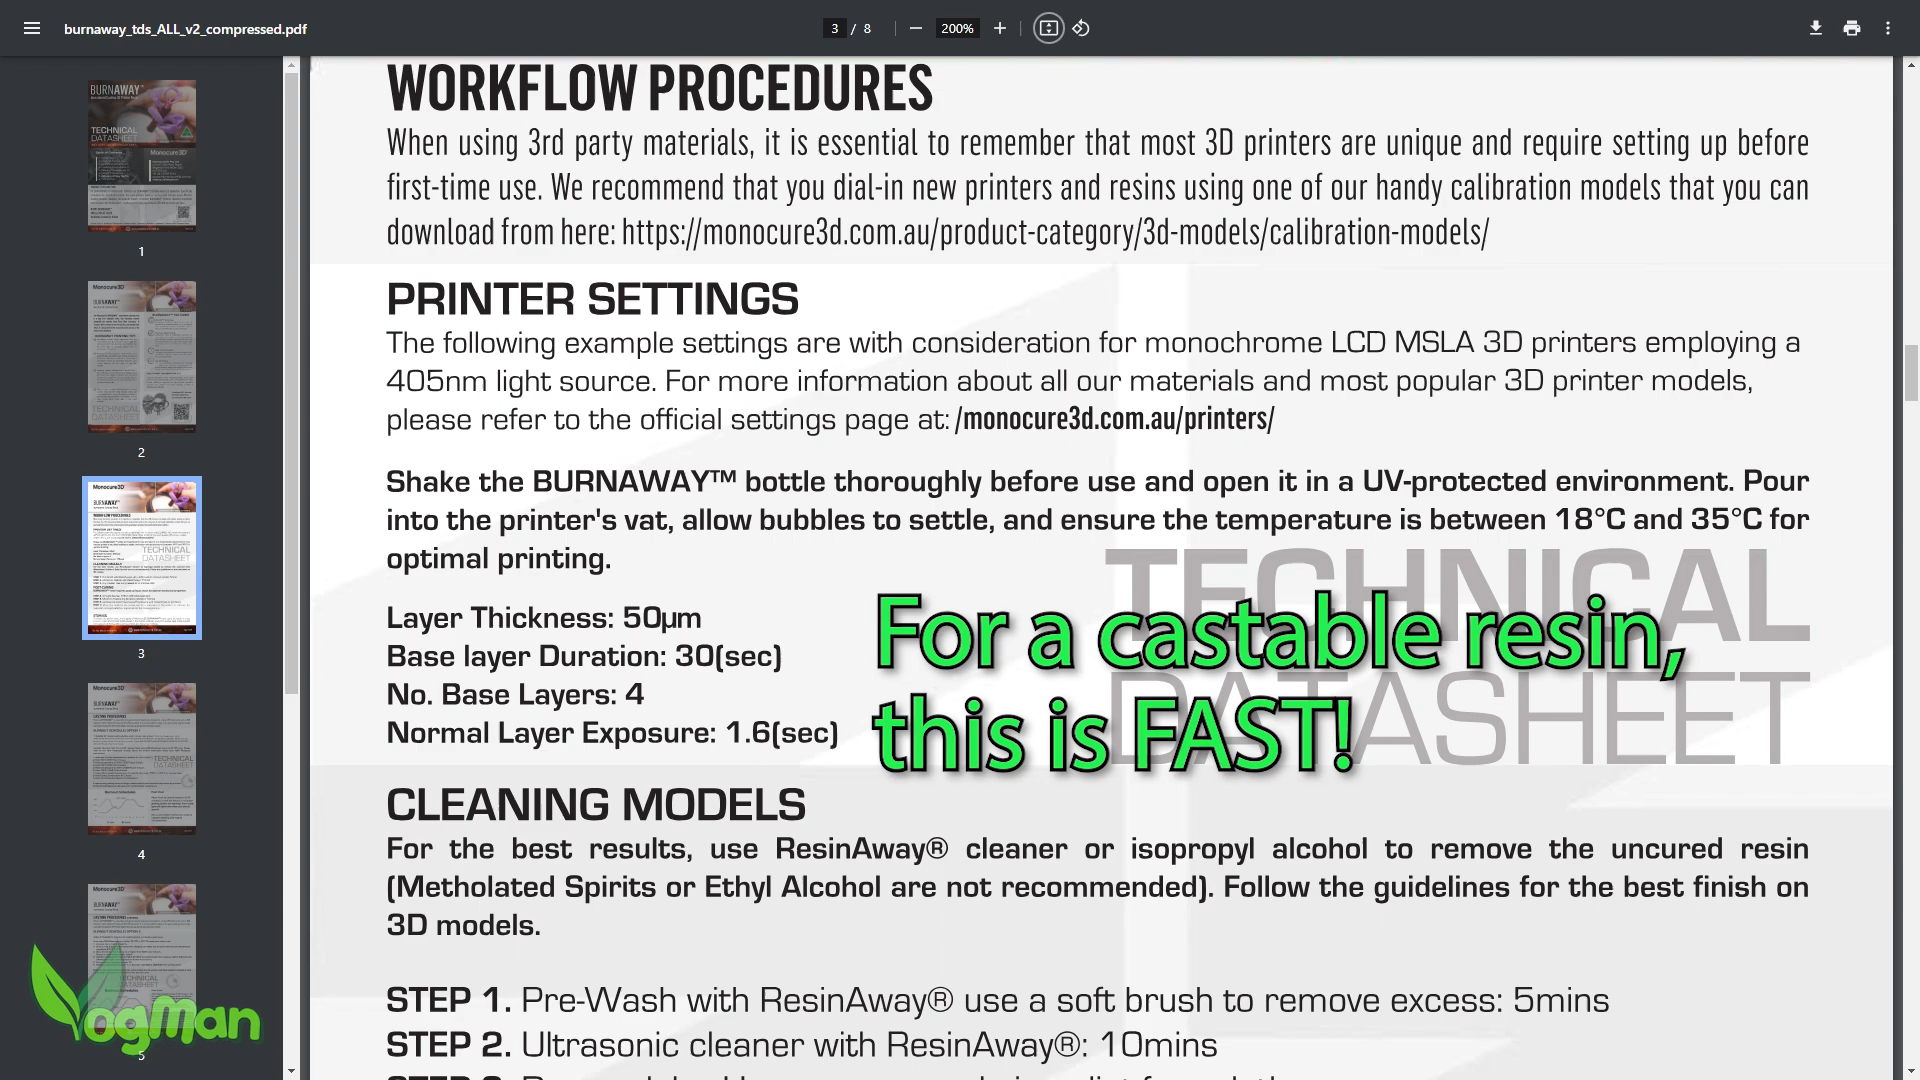 burnaway_tds_ALL_v2_compressed.pdf
3 / 8
200%
BURNAWAY
TECHNICAL
DATASHEET
Monocure3D
1
2
3
4
5
WORKFLOW PROCEDURES
When using 3rd party materials, it is essential to remember that most 3D printers are unique and require setting up before
first-time use. We recommend that you dial-in new printers and resins using one of our handy calibration models that you can
download from here: https://monocure3d.com.au/product-category/3d-models/calibration-models/
PRINTER SETTINGS
The following example settings are with consideration for monochrome LCD MSLA 3D printers employing a
405nm light source. For more information about all our materials and most popular 3D printer models,
please refer to the official settings page at: /monocure3d.com.au/printers/
Shake the BURNAWAY™ bottle thoroughly before use and open it in a UV-protected environment. Pour
into the printer's vat, allow bubbles to settle, and ensure the temperature is between 18°C and 35°C for
optimal printing.
TECHNICAL
DATASHEET
Layer Thickness: 50µm
Base layer Duration: 30(sec)
No. Base Layers: 4
Normal Layer Exposure: 1.6(sec)
For a castable resin,
this is FAST!
CLEANING MODELS
For the best results, use ResinAway® cleaner or isopropyl alcohol to remove the uncured resin
(Metholated Spirits or Ethyl Alcohol are not recommended). Follow the guidelines for the best finish on
3D models.
STEP 1. Pre-Wash with ResinAway® use a soft brush to remove excess: 5mins
STEP 2. Ultrasonic cleaner with ResinAway®: 10mins
VogMan